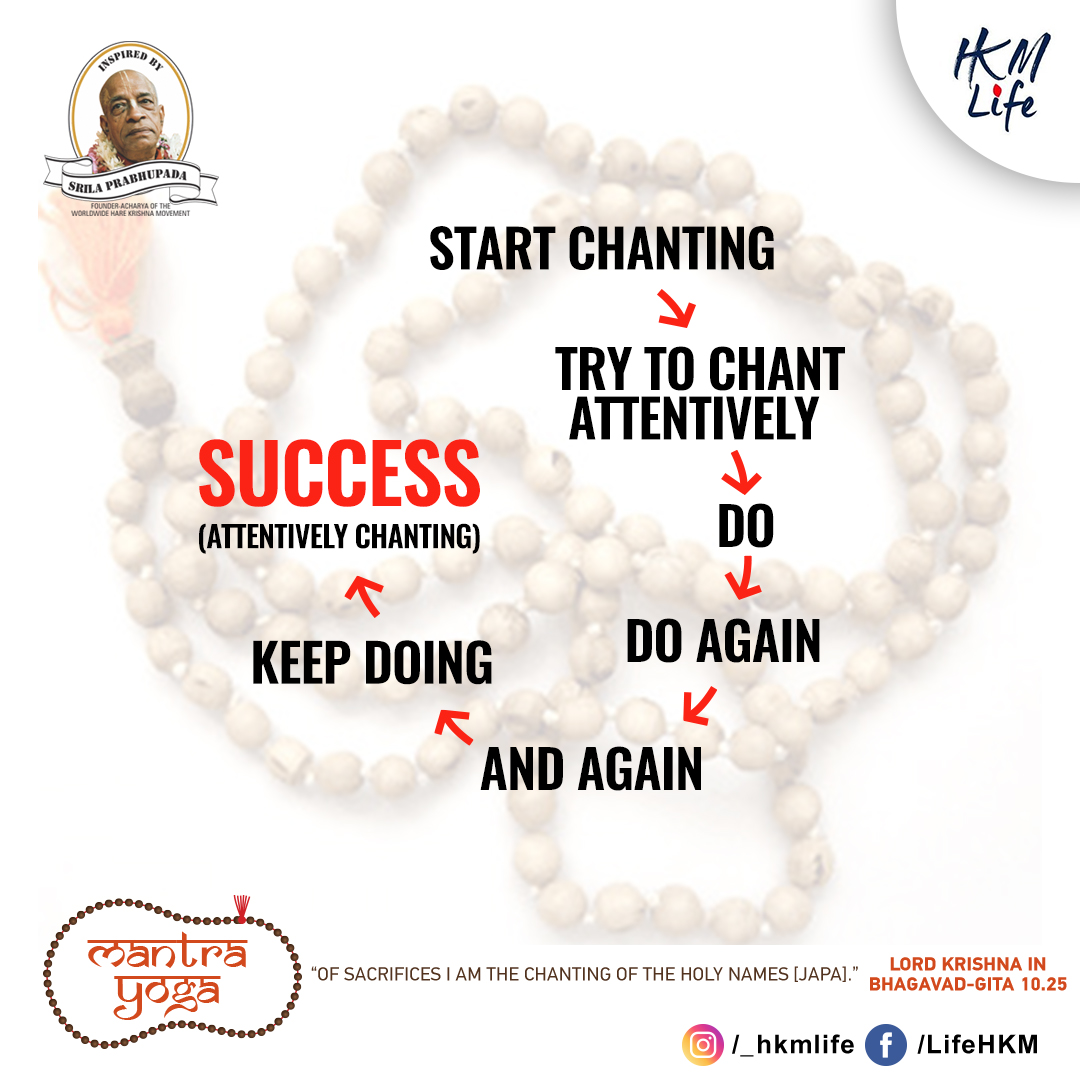 INSPIRED BY
SRILA PRABHUPADA
FOUNDER-ACHARYA OF THE
WORLDWIDE HARE KRISHNA MOVEMENT
HKM
Life
START CHANTING
TRY TO CHANT
ATTENTIVELY
DO
DO AGAIN
AND AGAIN
KEEP DOING
SUCCESS
(ATTENTIVELY CHANTING)
mantra
yoga
“OF SACRIFICES I AM THE CHANTING OF THE HOLY NAMES [JAPA].”
LORD KRISHNA IN
BHAGAVAD-GITA 10.25
/_hkmlife
/LifeHKM